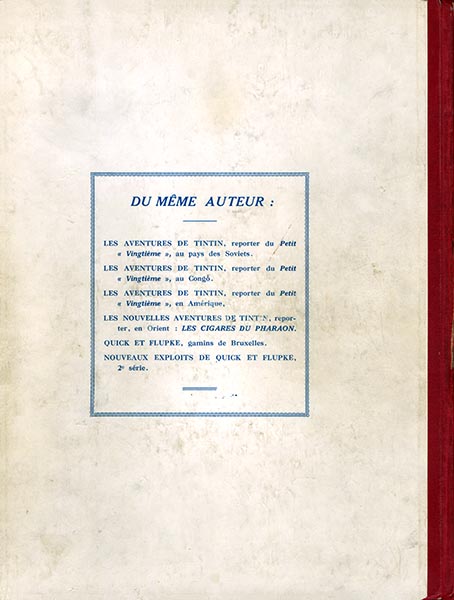 DU MÊME AUTEUR :
LES AVENTURES DE TINTIN, reporter du Petit
« Vingtième », au pays des Soviets.
LES AVENTURES DE TINTIN, reporter du Petit
« Vingtième », au Congo.
LES AVENTURES DE TINTIN, reporter du Petit
« Vingtième », en Amérique.
LES NOUVELLES AVENTURES DE TINTIN, repor-
ter, en Orient : LES CIGARES DU PHARAON.
QUICK ET FLUPKE, gamins de Bruxelles.
NOUVEAUX EXPLOITS DE QUICK ET FLUPKE,
2e série.